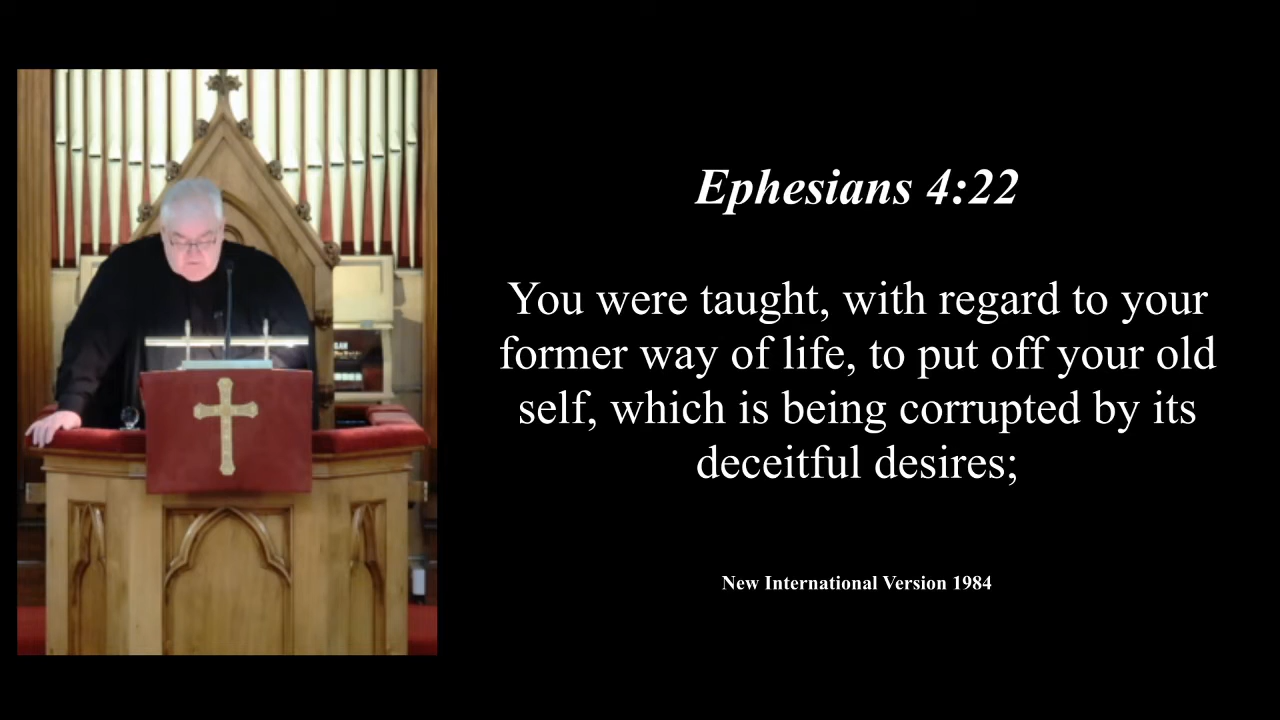 Ephesians 4:22
You were taught, with regard to your
former way of life, to put off your old
self, which is being corrupted by its
deceitful desires;
New International Version 1984